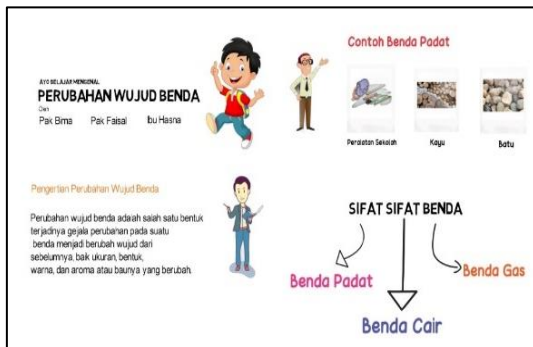 AYO BELAJAR MENGENAL
PERUBAHAN WUJUD BENDA
Oleh
Pak Bima Pak Faisal Ibu Hasna
Contoh Benda Padat
Peralatan Sekolah
Kayu
Batu
Pengertian Perubahan Wujud Benda
Perubahan wujud benda adalah salah satu bentuk
terjadinya gejala perubahan pada suatu
benda menjadi berubah wujud dari
sebelumnya, baik ukuran, bentuk,
warna, dan aroma atau baunya yang berubah.
SIFAT SIFAT BENDA
Benda Padat
Benda Gas
Benda Cair